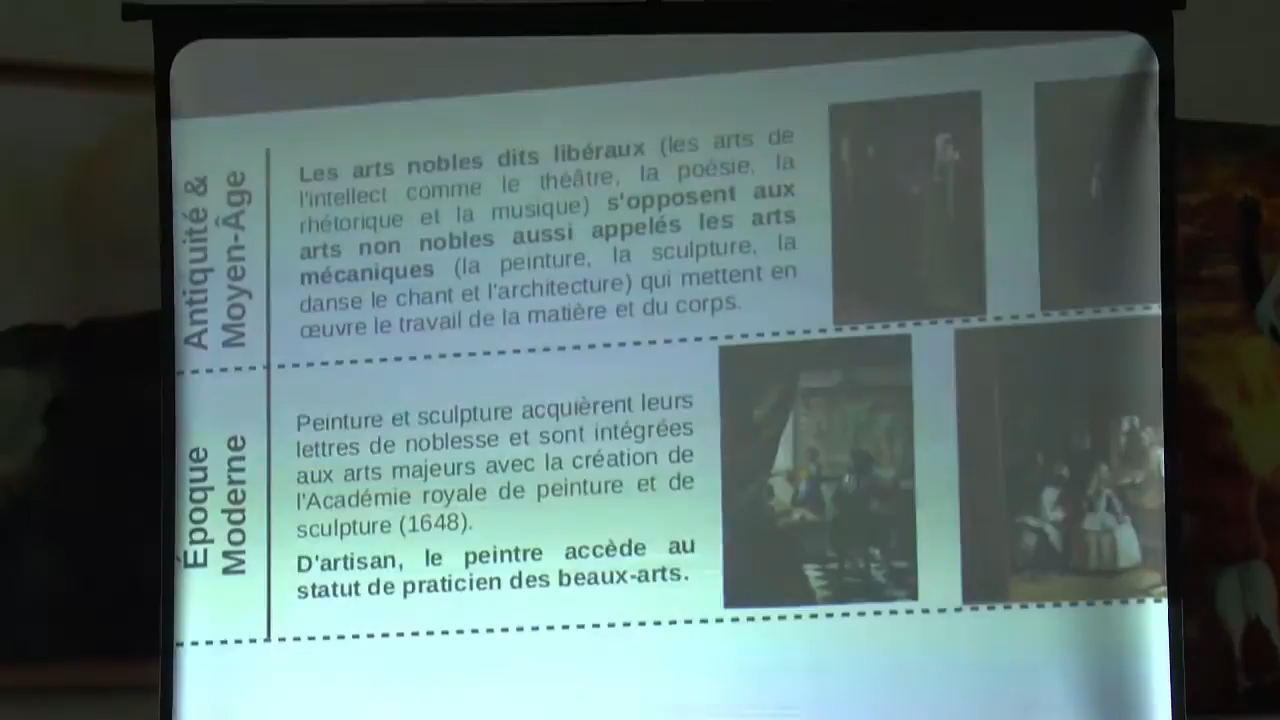 Antiquité &
Moyen-Âge
Les arts nobles dits libéraux (les arts de
l'intellect comme le théâtre, la poésie, la
rhétorique et la musique) s'opposent aux
arts non nobles aussi appelés les arts
mécaniques (la peinture, la sculpture, la
danse le chant et l'architecture) qui mettent en
œuvre le travail de la matière et du corps.
Époque
Moderne
Peinture et sculpture acquièrent leurs
lettres de noblesse et sont intégrées
aux arts majeurs avec la création de
l'Académie royale de peinture et de
sculpture (1648).
D'artisan, le peintre accède au
statut de praticien des beaux-arts.